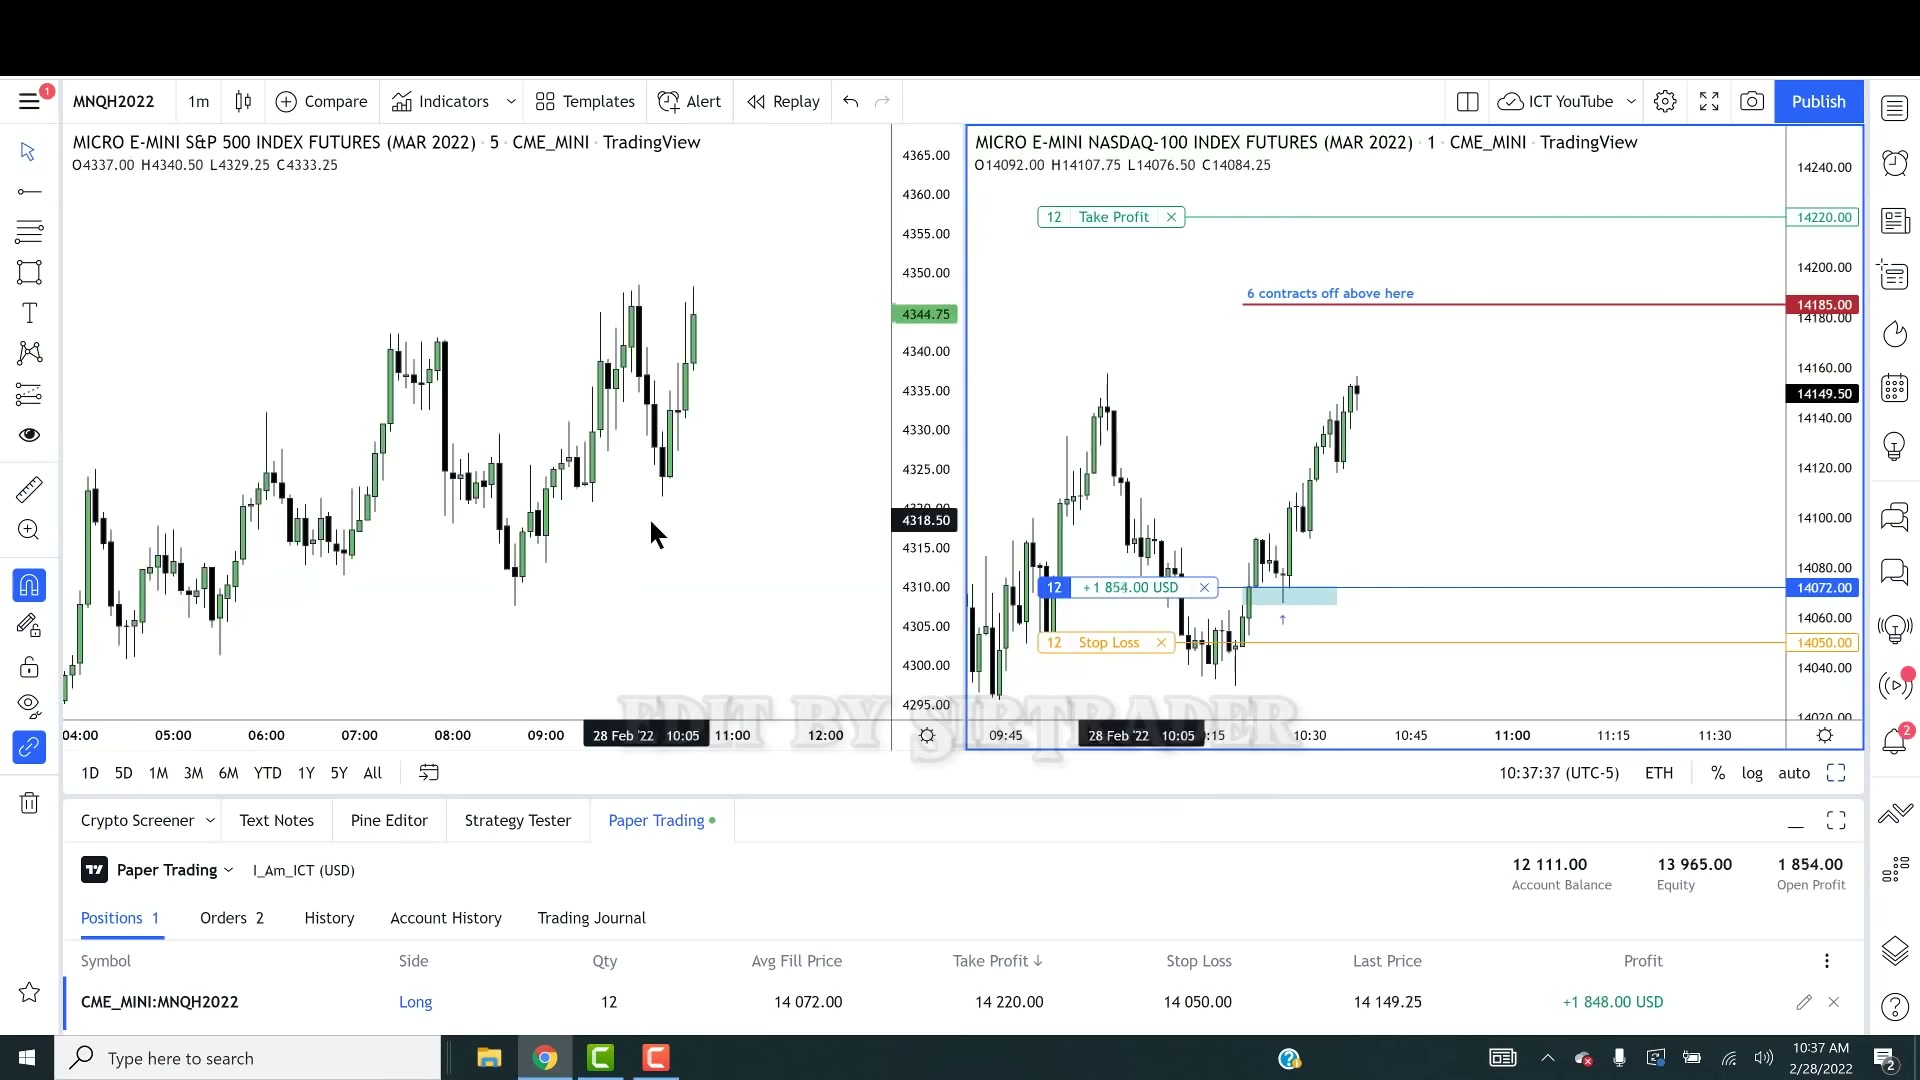 1
MNQH2022 1m Compare Indicators Templates Alert Replay ICT YouTube Publish
MICRO E-MINI S&P 500 INDEX FUTURES (MAR 2022) · 5 · CME_MINI · TradingView
O4337.00 H4340.50 L4329.25 C4333.25
4365.00
4360.00
4355.00
4350.00
4344.75
4340.00
4335.00
4330.00
4325.00
4320.00
4318.50
4315.00
4310.00
4305.00
4300.00
4295.00
04:00 05:00 06:00 07:00 08:00 09:00 28 Feb '22 10:05 11:00 12:00
MICRO E-MINI NASDAQ-100 INDEX FUTURES (MAR 2022) · 1 · CME_MINI · TradingView
O14092.00 H14107.75 L14076.50 C14084.25
14240.00
12 Take Profit 14220.00
14200.00
6 contracts off above here
14185.00
14180.00
14160.00
14149.50
14140.00
14120.00
14100.00
14080.00
12 +1 854.00 USD 14072.00
14060.00
12 Stop Loss 14050.00
14040.00
14020.00
09:45 28 Feb '22 10:05 :15 10:30 10:45 11:00 11:15 11:30
EDIT BY SIRTRADER
1D 5D 1M 3M 6M YTD 1Y 5Y All 10:37:37 (UTC-5) ETH % log auto
2
Crypto Screener Text Notes Pine Editor Strategy Tester Paper Trading
Paper Trading I_Am_ICT (USD)
12 111.00 13 965.00 1 854.00
Account Balance Equity Open Profit
Positions 1 Orders 2 History Account History Trading Journal
Symbol Side Qty Avg Fill Price Take Profit ↓ Stop Loss Last Price Profit
CME_MINI:MNQH2022 Long 12 14 072.00 14 220.00 14 050.00 14 149.25 +1 848.00 USD
Type here to search
10:37 AM
2/28/2022
2